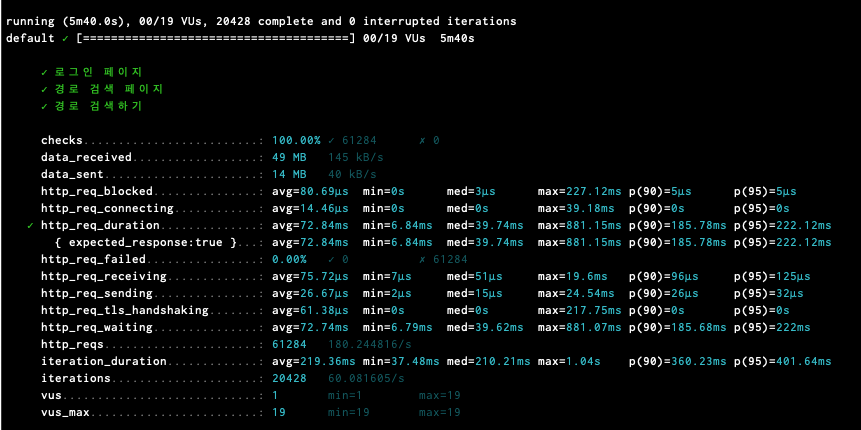 running (5m40.0s), 00/19 VUs, 20428 complete and 0 interrupted iterations
default ✓ [======================================] 00/19 VUs  5m40s
✓ 로그인 페이지
✓ 경로 검색 페이지
✓ 경로 검색하기
checks.........................: 100.00% ✓ 61284      ✗ 0
data_received..................: 49 MB   145 kB/s
data_sent......................: 14 MB   40 kB/s
http_req_blocked...............: avg=80.69µs  min=0s      med=3µs      max=227.12ms p(90)=5µs      p(95)=5µs
http_req_connecting............: avg=14.46µs  min=0s      med=0s       max=39.18ms  p(90)=0s       p(95)=0s
✓ http_req_duration..............: avg=72.84ms  min=6.84ms  med=39.74ms  max=881.15ms p(90)=185.78ms p(95)=222.12ms
{ expected_response:true }...: avg=72.84ms  min=6.84ms  med=39.74ms  max=881.15ms p(90)=185.78ms p(95)=222.12ms
http_req_failed................: 0.00%   ✓ 0          ✗ 61284
http_req_receiving.............: avg=75.72µs  min=7µs     med=51µs     max=19.6ms   p(90)=96µs     p(95)=125µs
http_req_sending...............: avg=26.67µs  min=2µs     med=15µs     max=24.54ms  p(90)=26µs     p(95)=32µs
http_req_tls_handshaking.......: avg=61.38µs  min=0s      med=0s       max=217.75ms p(90)=0s       p(95)=0s
http_req_waiting...............: avg=72.74ms  min=6.79ms  med=39.62ms  max=881.07ms p(90)=185.68ms p(95)=222ms
http_reqs......................: 61284   180.244816/s
iteration_duration.............: avg=219.36ms min=37.48ms med=210.21ms max=1.04s    p(90)=360.23ms p(95)=401.64ms
iterations.....................: 20428   60.081605/s
vus............................: 1       min=1        max=19
vus_max........................: 19      min=19       max=19